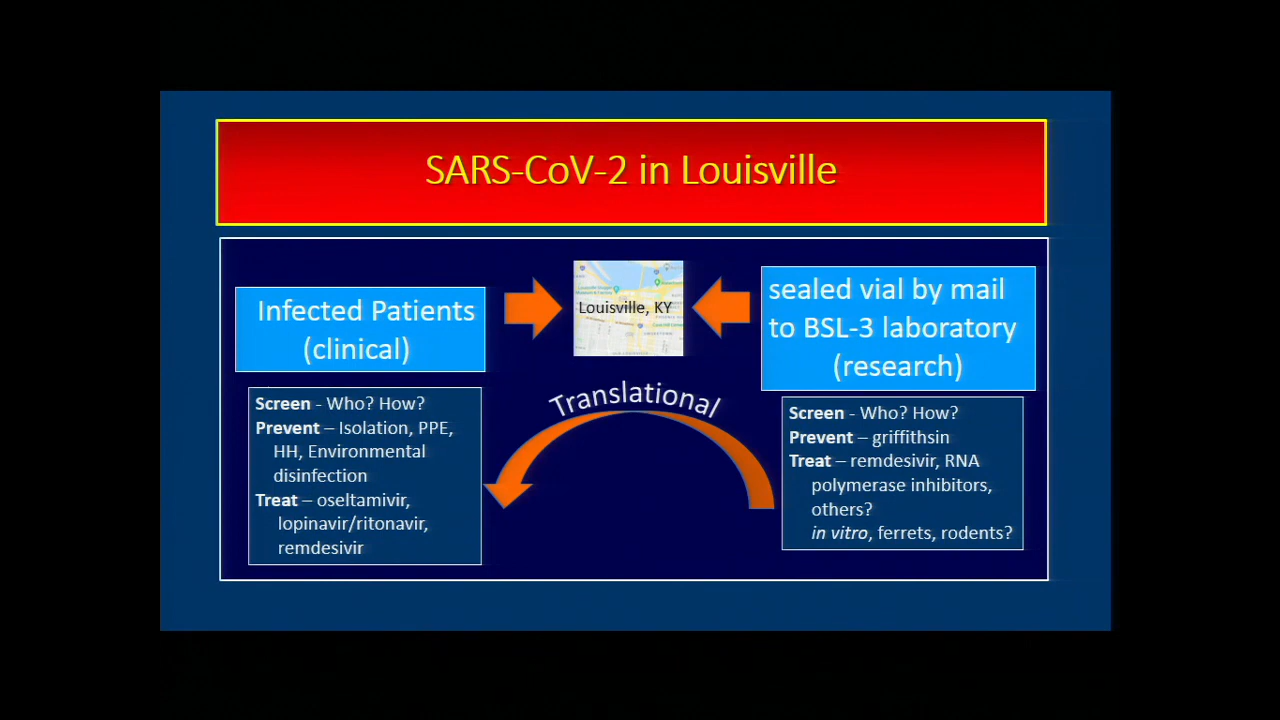 SARS-CoV-2 in Louisville
Infected Patients
(clinical)
Louisville, KY
sealed vial by mail
to BSL-3 laboratory
(research)
Translational
Screen - Who? How?
Prevent – Isolation, PPE,
HH, Environmental
disinfection
Treat – oseltamivir,
lopinavir/ritonavir,
remdesivir
Screen - Who? How?
Prevent – griffithsin
Treat – remdesivir, RNA
polymerase inhibitors,
others?
in vitro, ferrets, rodents?